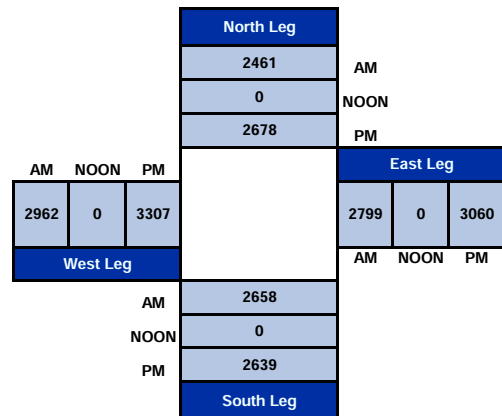 North Leg
2461 AM
0 NOON
2678 PM
AM NOON PM
East Leg
2962 0 3307
2799 0 3060
West Leg
AM NOON PM
AM 2658
NOON 0
PM 2639
South Leg